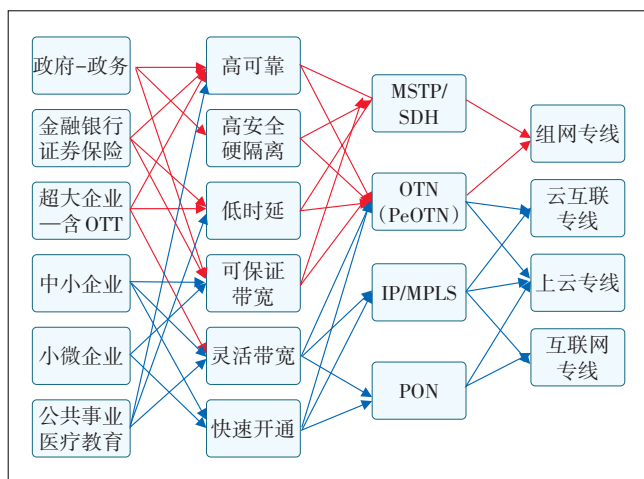 政府-政务
金融银行
证券保险
超大企业
—含OTT
中小企业
小微企业
公共事业
医疗教育
高可靠
高安全
硬隔离
低时延
可保证
带宽
灵活带宽
快速开通
MSTP/
SDH
OTN
(PeOTN)
IP/MPLS
PON
组网专线
云互联
专线
上云专线
互联网
专线